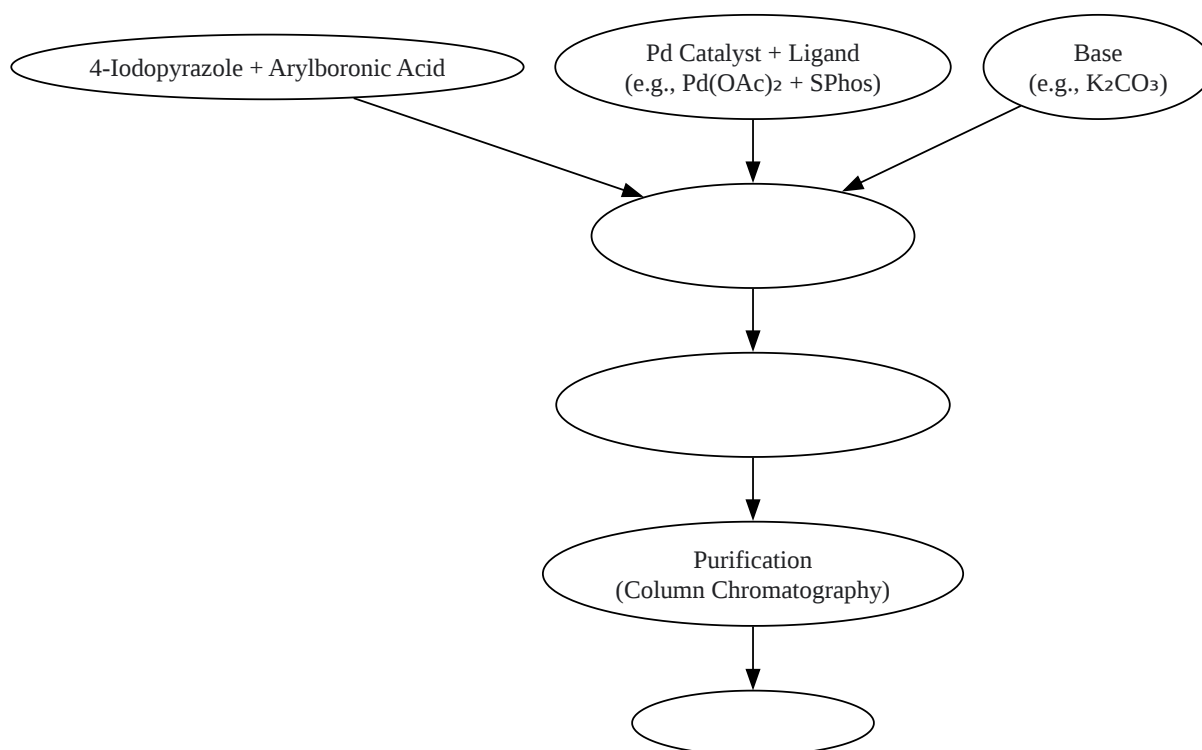 4-Iodopyrazole + Arylboronic Acid
Pd Catalyst + Ligand
(e.g., Pd(OAc)₂ + SPhos)
Base
(e.g., K₂CO₃)
Purification
(Column Chromatography)